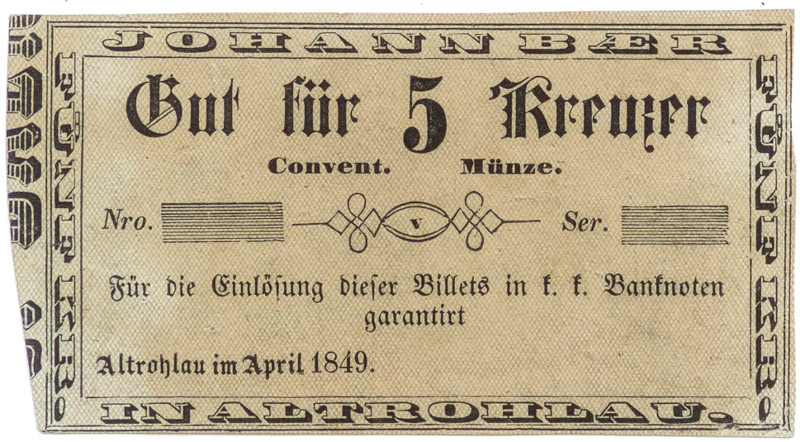 JOHANN BÆR
FÜNF KR.
Gut für 5 Kreuzer
Convent. Münze.
Nro. v Ser.
Für die Einlösung dieser Billets in k. k. Banknoten
garantirt
Altrohlau im April 1849.
FÜNF KR.
IN ALTROHLAU.